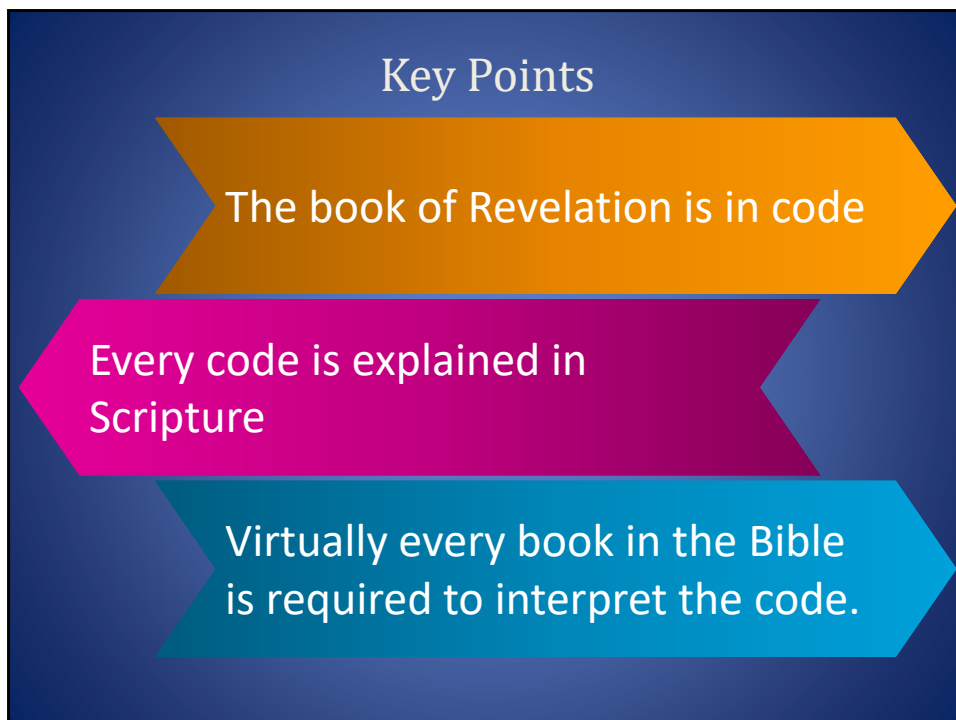 Key Points
The book of Revelation is in code
Every code is explained in
Scripture
Virtually every book in the Bible
is required to interpret the code.